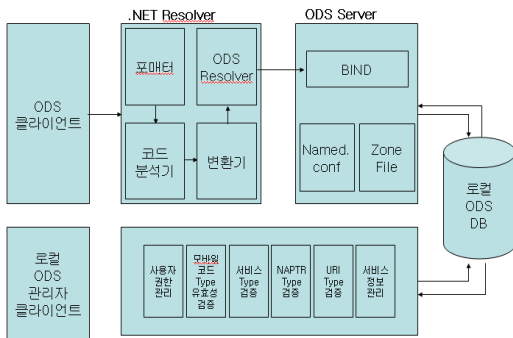 .NET Resolver
ODS Server
ODS
클라이언트
포매터
ODS
Resolver
코드
분석기
변환기
BIND
Named.
conf
Zone
File
로컬
ODS
DB
로컬
ODS
관리자
클라이언트
사용자
권한
관리
모바일
코드
Type
유효성
검증
서비스
Type
검증
NAPTR
Type
검증
URI
Type
검증
서비스
정보
관리